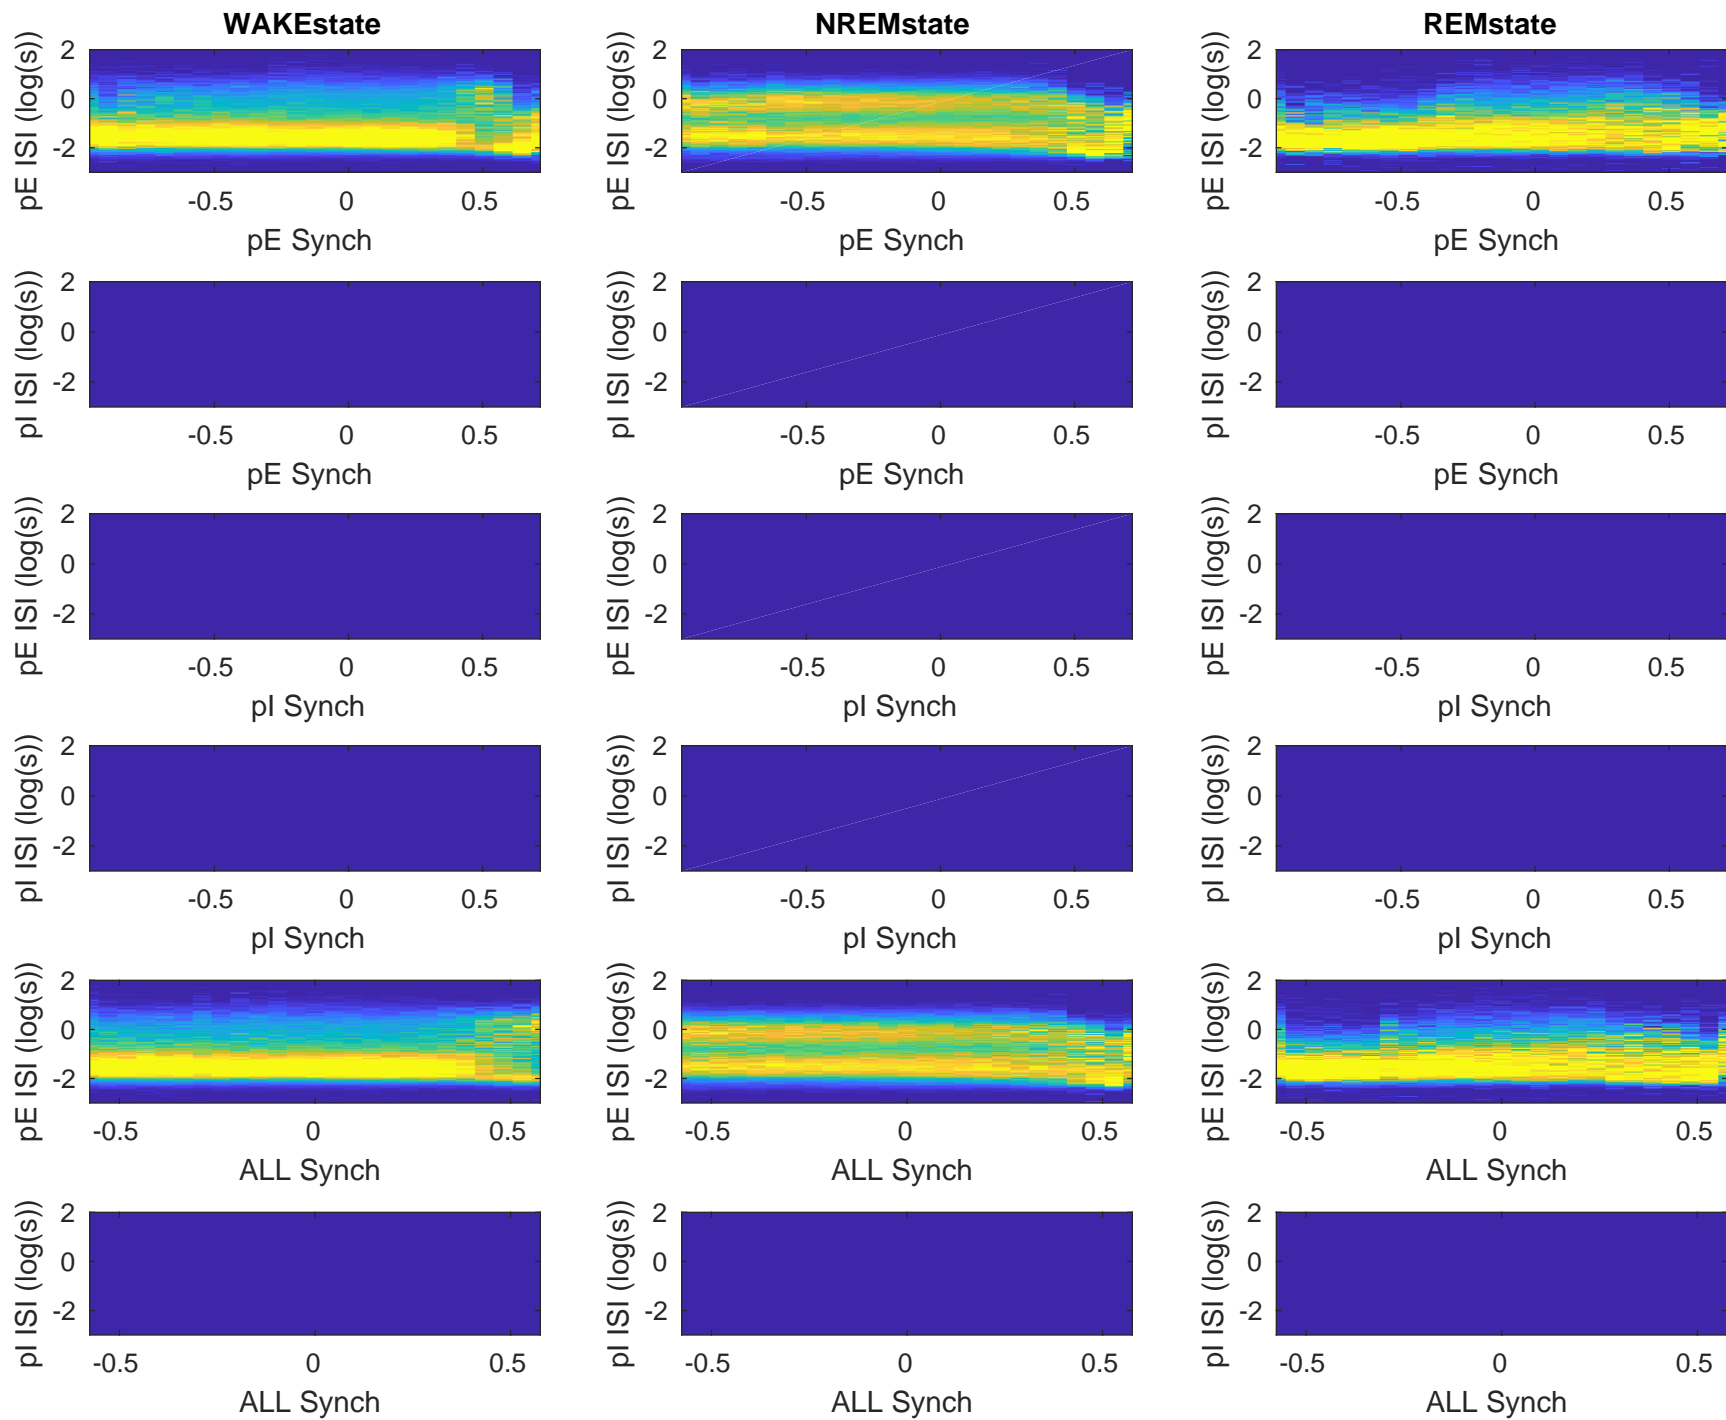 WAKEstate NREMstate REMstate
pE ISI (log(s)) 2 0 -2 pE ISI (log(s)) 2 0 -2 pE ISI (log(s)) 2 0 -2
-0.5 0 0.5 -0.5 0 0.5 -0.5 0 0.5
pE Synch pE Synch pE Synch
pI ISI (log(s)) 2 0 -2 pI ISI (log(s)) 2 0 -2 pI ISI (log(s)) 2 0 -2
-0.5 0 0.5 -0.5 0 0.5 -0.5 0 0.5
pE Synch pE Synch pE Synch
pE ISI (log(s)) 2 0 -2 pE ISI (log(s)) 2 0 -2 pE ISI (log(s)) 2 0 -2
-0.5 0 0.5 -0.5 0 0.5 -0.5 0 0.5
pI Synch pI Synch pI Synch
pI ISI (log(s)) 2 0 -2 pI ISI (log(s)) 2 0 -2 pI ISI (log(s)) 2 0 -2
-0.5 0 0.5 -0.5 0 0.5 -0.5 0 0.5
pI Synch pI Synch pI Synch
pE ISI (log(s)) 2 0 -2 pE ISI (log(s)) 2 0 -2 pE ISI (log(s)) 2 0 -2
-0.5 0 0.5 -0.5 0 0.5 -0.5 0 0.5
ALL Synch ALL Synch ALL Synch
pI ISI (log(s)) 2 0 -2 pI ISI (log(s)) 2 0 -2 pI ISI (log(s)) 2 0 -2
-0.5 0 0.5 -0.5 0 0.5 -0.5 0 0.5
ALL Synch ALL Synch ALL Synch